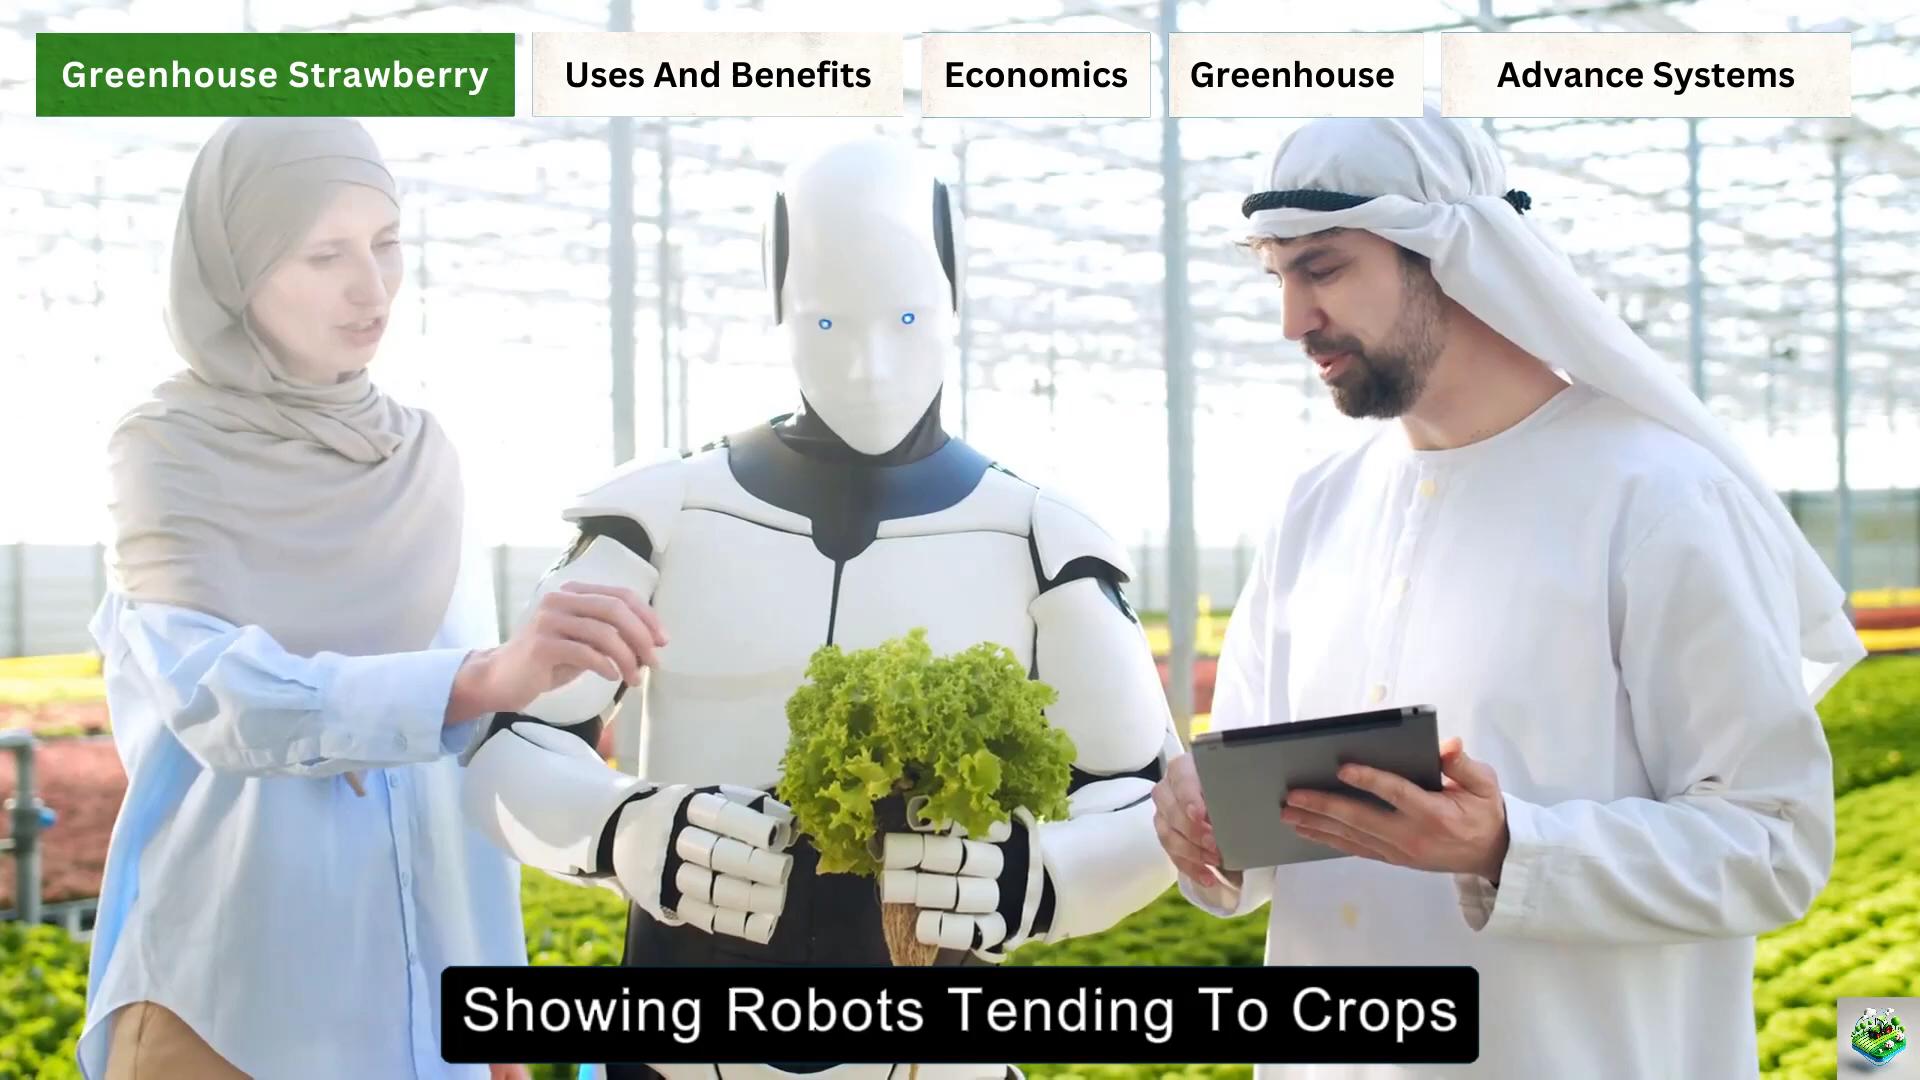 Greenhouse Strawberry
Uses And Benefits
Economics
Greenhouse
Advance Systems
Showing Robots Tending To Crops